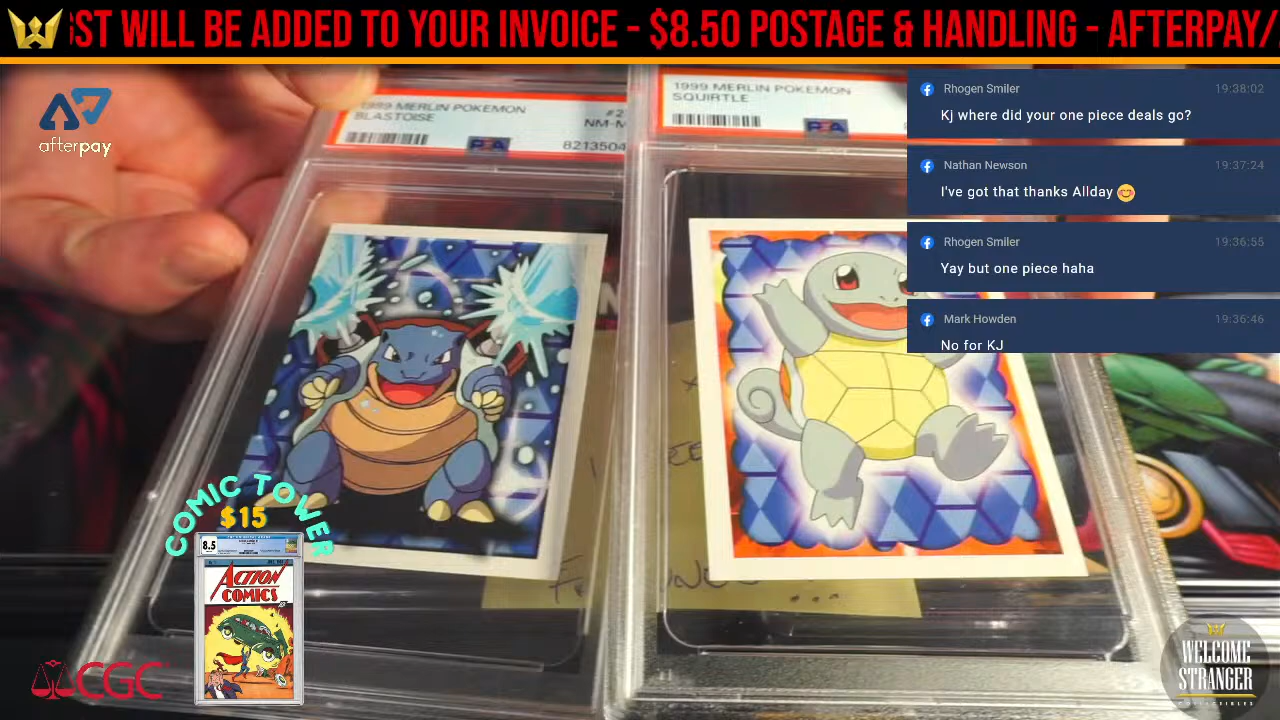 GST WILL BE ADDED TO YOUR INVOICE - $8.50 POSTAGE & HANDLING - AFTERPAY/
afterpay
1999 MERLIN POKEMON
BLASTOISE
#2
NM-M
8213504
PSA
1999 MERLIN POKEMON
SQUIRTLE
PSA
Rhogen Smiler 19:38:02
Kj where did your one piece deals go?
Nathan Newson 19:37:24
I've got that thanks Allday 😊
Rhogen Smiler 19:36:55
Yay but one piece haha
Mark Howden 19:36:46
No for KJ
COMIC TOWER
$15
8.5
ACTION
COMICS
CGC
WELCOME
STRANGER
COLLECTIBLES